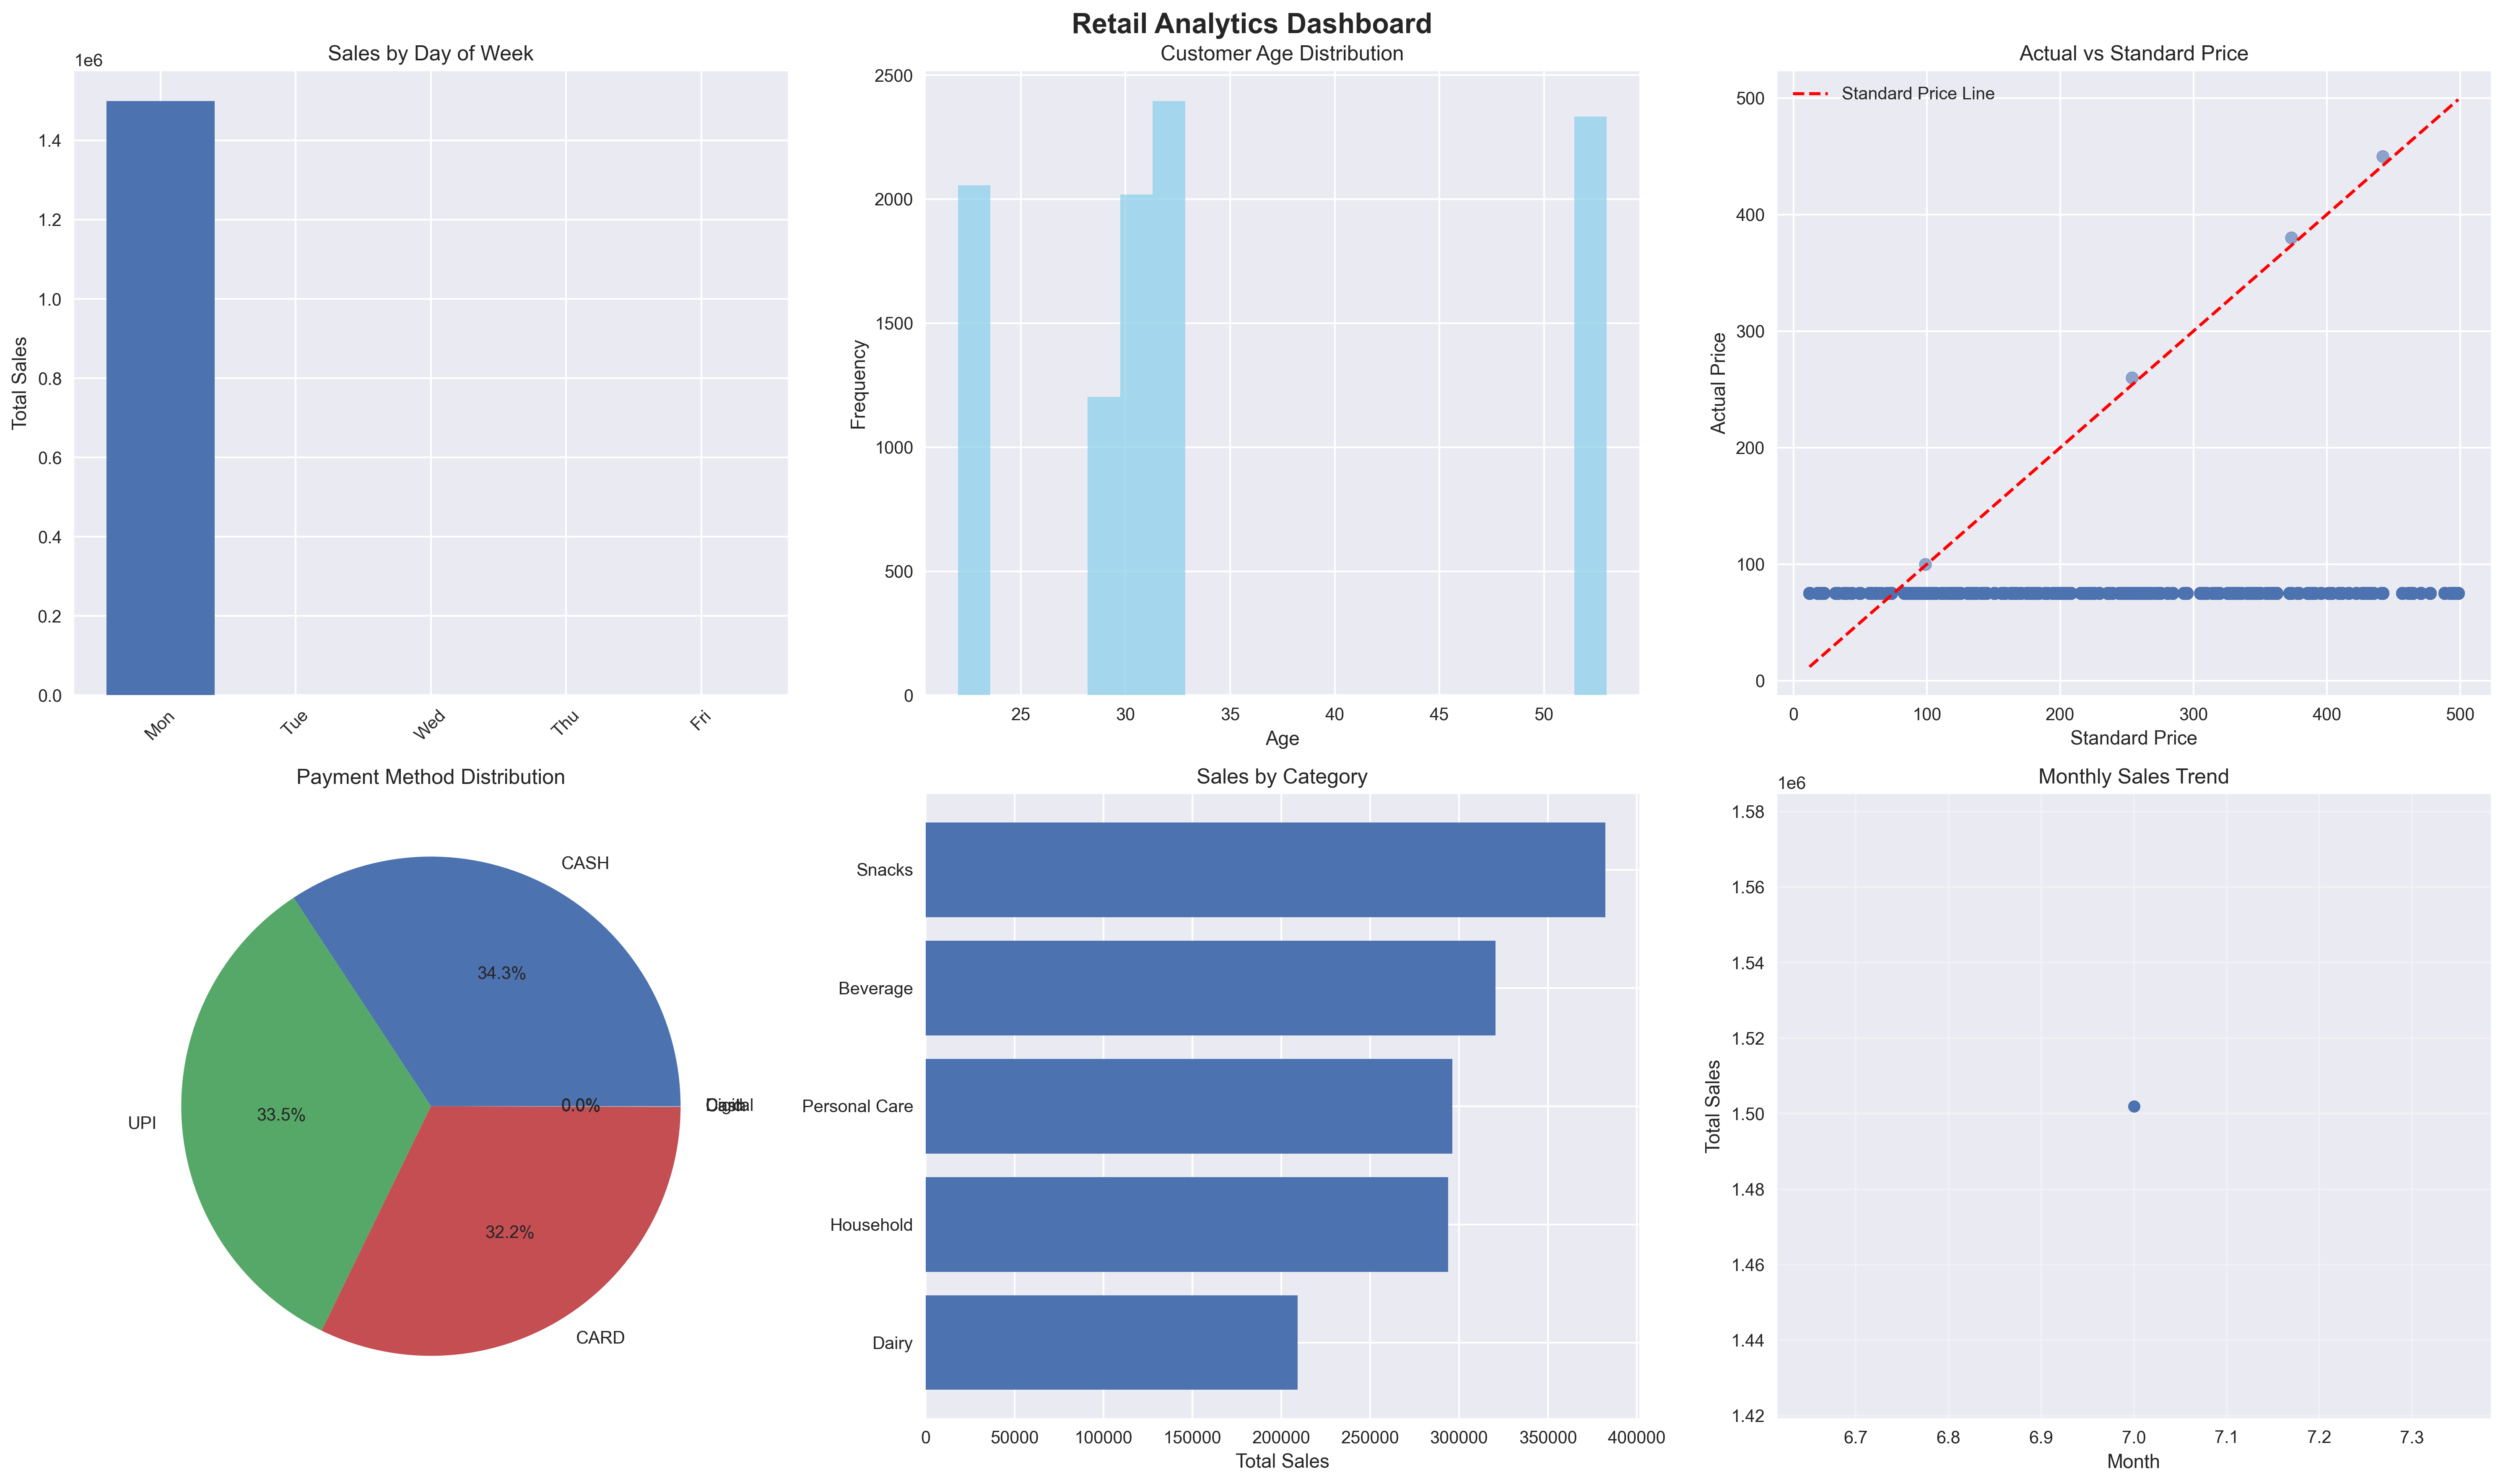 Retail Analytics Dashboard
Sales by Day of Week
1e6
Total Sales
1.4
1.2
1.0
0.8
0.6
0.4
0.2
0.0
Mon
Tue
Wed
Thu
Fri
Customer Age Distribution
Frequency
2500
2000
1500
1000
500
0
25
30
35
40
45
50
Age
Actual vs Standard Price
Standard Price Line
Actual Price
500
400
300
200
100
0
0
100
200
300
400
500
Standard Price
Payment Method Distribution
CASH
34.3%
UPI
33.5%
CARD
32.2%
0.0%
Sales by Category
Snacks
Beverage
Personal Care
Household
Dairy
0
50000
100000
150000
200000
250000
300000
350000
400000
Total Sales
Monthly Sales Trend
1e6
Total Sales
1.58
1.56
1.54
1.52
1.50
1.48
1.46
1.44
1.42
6.7
6.8
6.9
7.0
7.1
7.2
7.3
Month